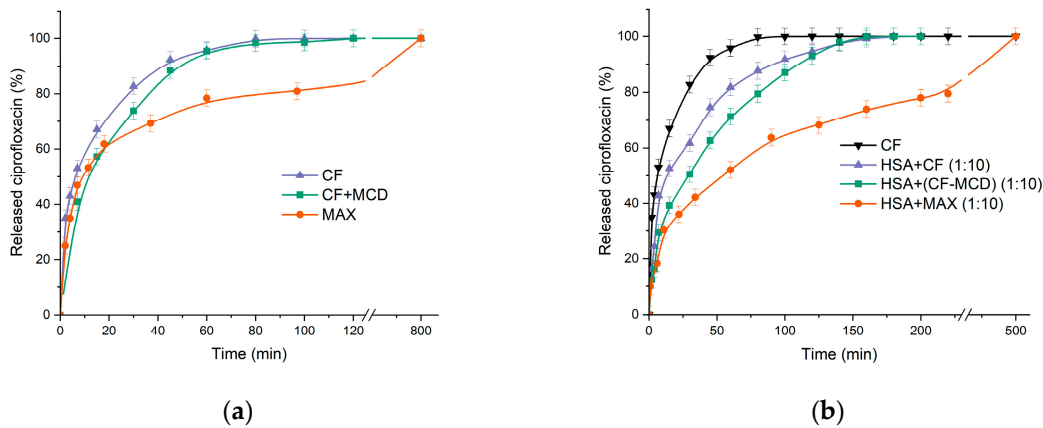 100
80
60
40
20
0
Released ciprofloxacin (%)
CF
CF+MCD
MAX
0 20 40 60 80 100 120 800
Time (min)
(a)
100
80
60
40
20
0
Released ciprofloxacin (%)
CF
HSA+CF (1:10)
HSA+(CF-MCD) (1:10)
HSA+MAX (1:10)
0 50 100 150 200 500
Time (min)
(b)